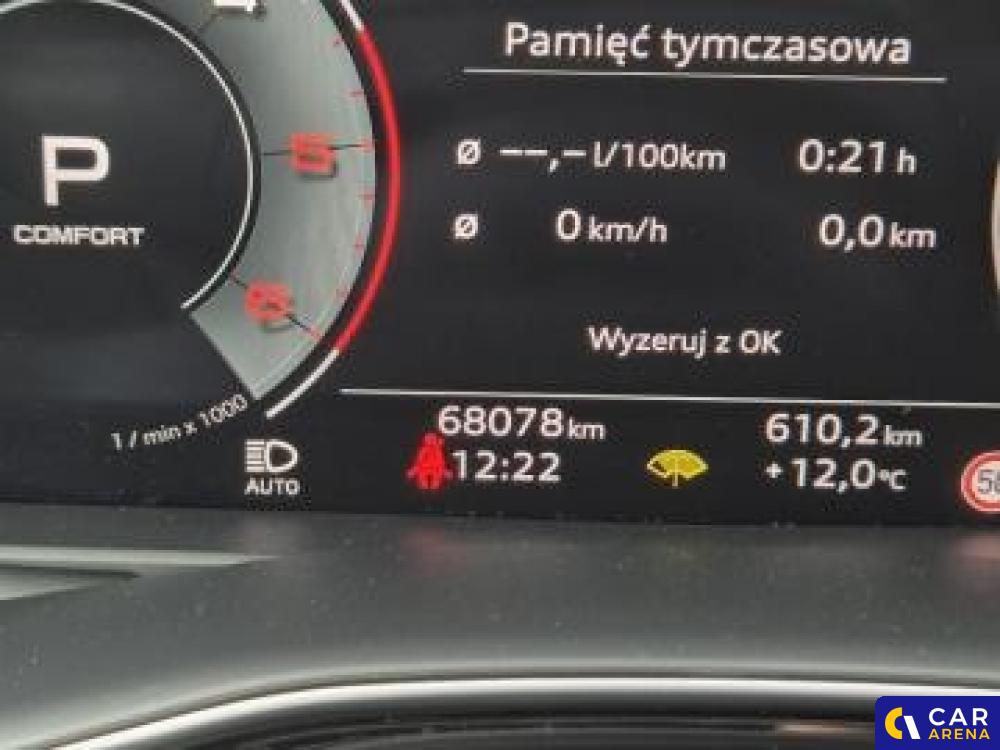 Pamięć tymczasowa
Ø --,- l/100km 0:21 h
Ø 0 km/h 0,0 km
Wyzeruj z OK
P
COMFORT
5
6
1 / min x 1000
AUTO
68078 km
12:22
610,2 km
+12,0 °C
CAR
ARENA